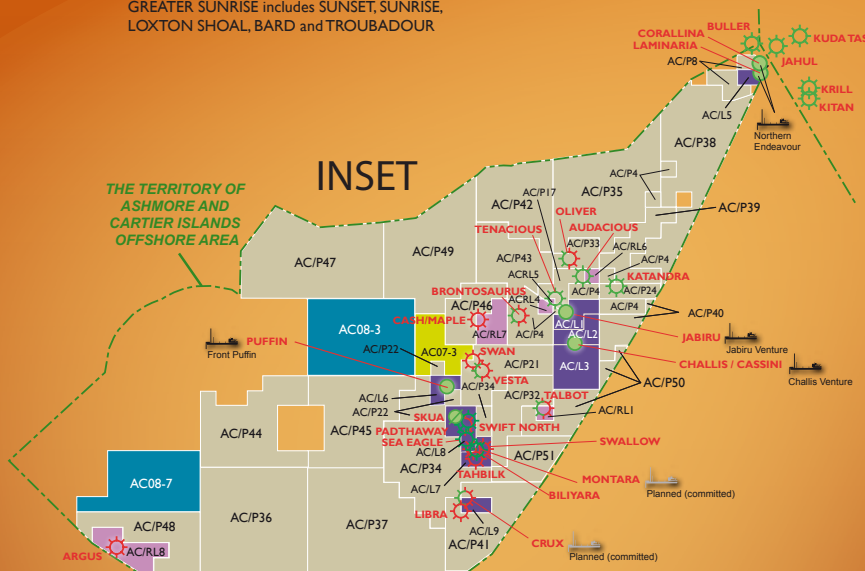 GREATER SUNRISE includes SUNSET, SUNRISE,
LOXTON SHOAL, BARD and TROUBADOUR
BULLER
CORALLINA
LAMINARIA
KUDA TAS
JAHUL
AC/P8
KRILL
KITAN
AC/L5
Northern
Endeavour
AC/P38
INSET
THE TERRITORY OF
ASHMORE AND
CARTIER ISLANDS
OFFSHORE AREA
AC/P4
AC/P35
AC/P17
AC/P42
AC/P39
OLIVER
AUDACIOUS
TENACIOUS
AC/P33
AC/RL6
AC/P49
AC/P47
AC/P43
AC/P4
ACRL5
KATANDRA
BRONTOSAURUS
AC/P4
AC/P24
ACRL4
AC/P46
AC/P4
AC/P40
CASH/MAPLE
AC/RL7
AC/P4
AC/L1
AC/L2
AC08-3
JABIRU
Jabiru Venture
PUFFIN
Front Puffin
AC/P22
AC07-3
SWAN
AC/P21
AC/L3
CHALLIS / CASSINI
Challis Venture
VESTA
AC/P50
AC/P34
AC/L6
AC/P22
AC/P32
TALBOT
AC/RL1
SKUA
SWIFT NORTH
AC/P44
AC/P45
PADTHAWAY
SEA EAGLE
SWALLOW
AC/L8
AC/P51
AC/P34
TAHBILK
MONTARA
AC08-7
AC/L7
BILIYARA
Planned (committed)
AC/P48
AC/P36
AC/P37
LIBRA
AC/L9
AC/P41
CRUX
Planned (committed)
ARGUS
AC/RL8